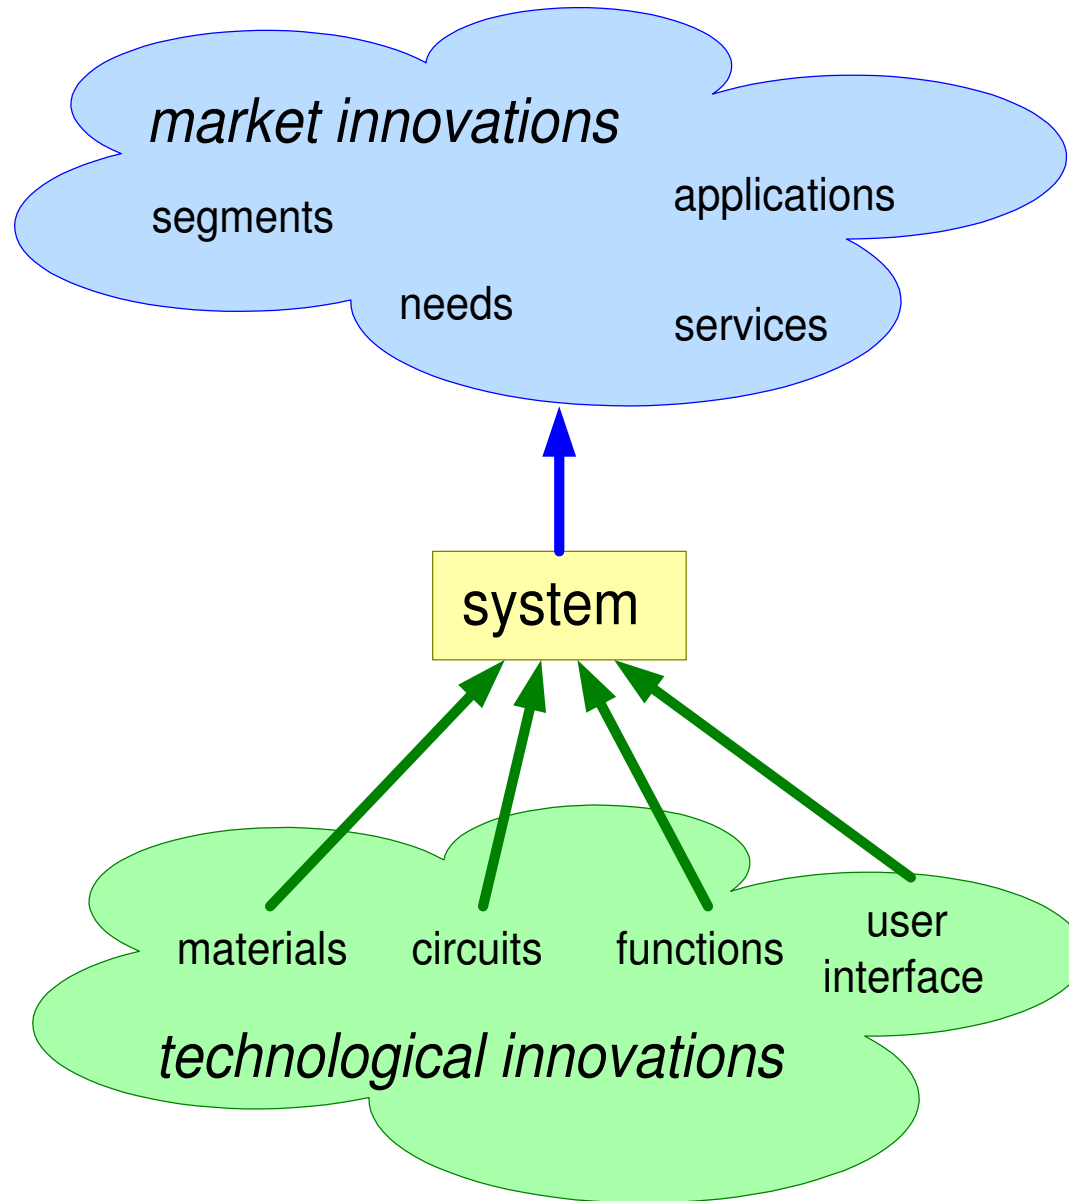 market innovations
segments
applications
needs
services
system
materials
circuits
functions
user
interface
technological innovations